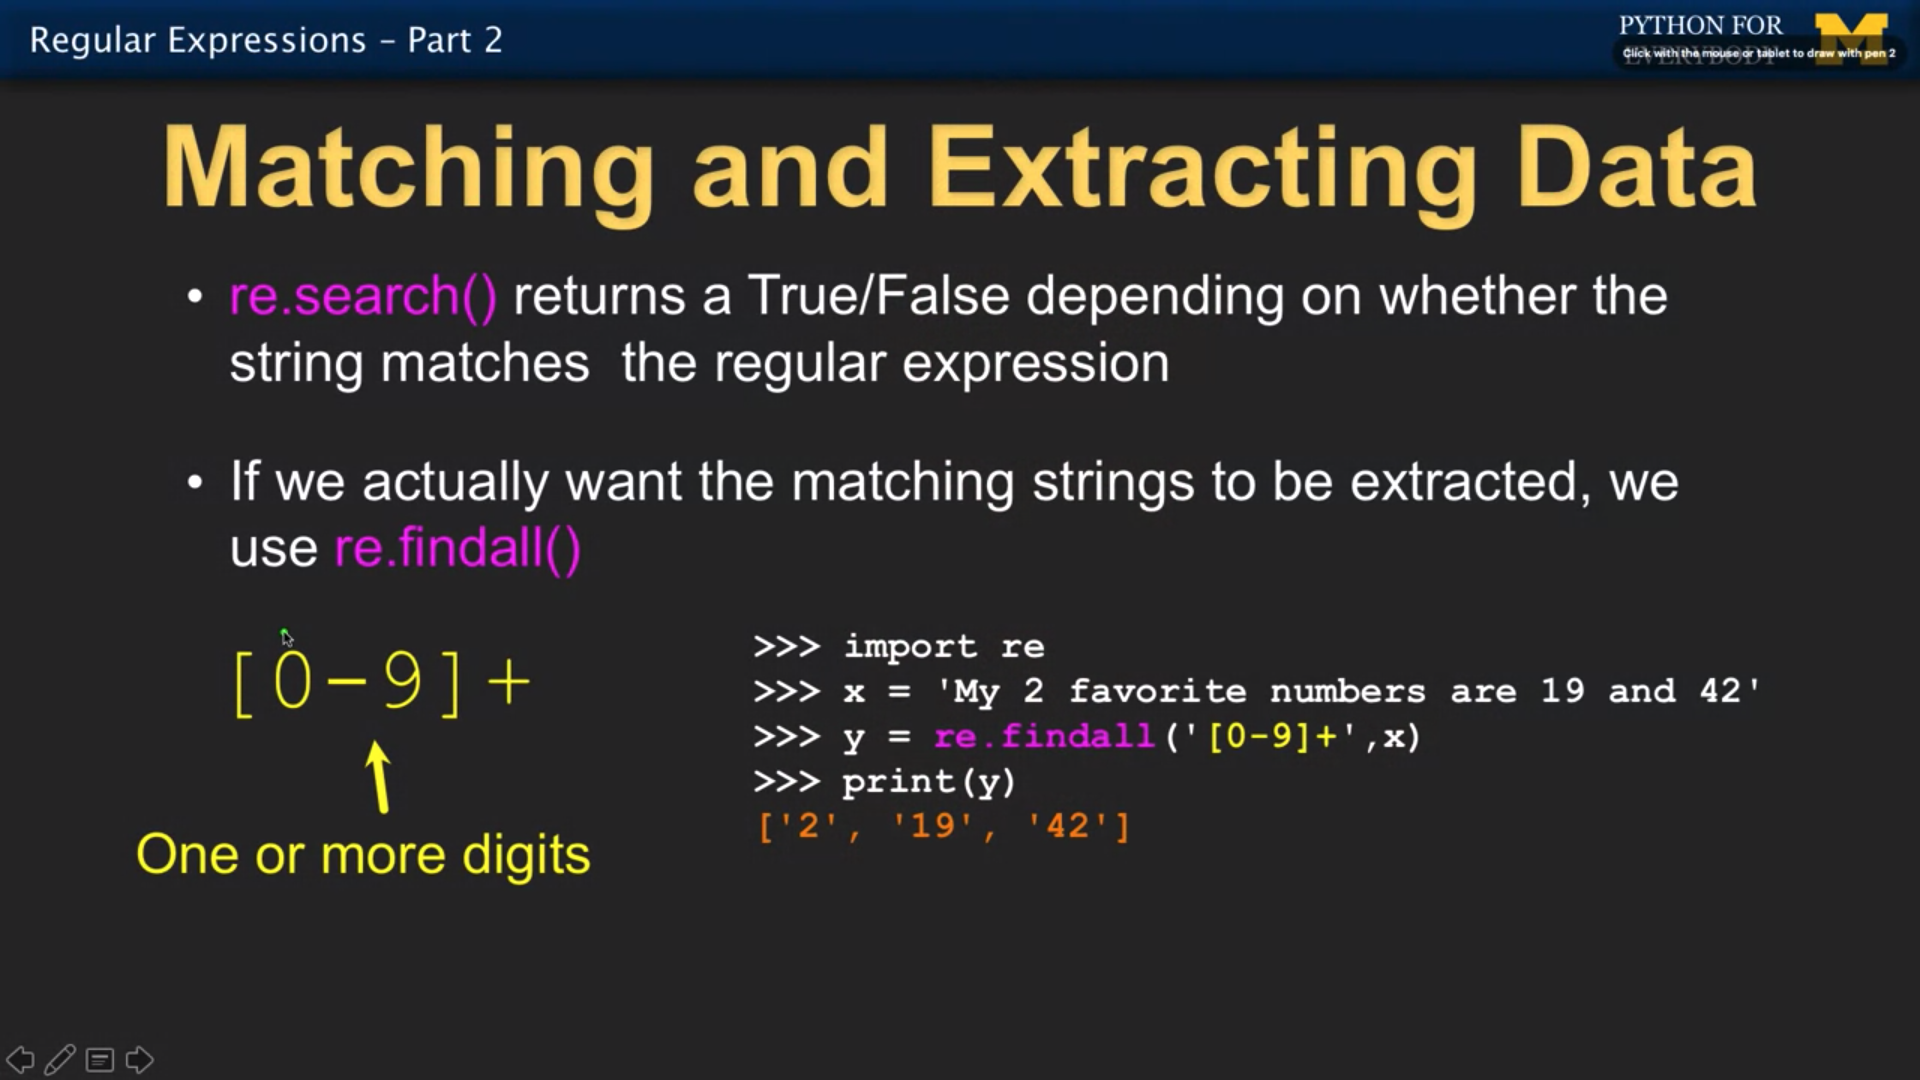 Regular Expressions – Part 2
PYTHON FOR
EVERYBODY
Click with the mouse or tablet to draw with pen 2
Matching and Extracting Data
• re.search() returns a True/False depending on whether the
string matches  the regular expression
• If we actually want the matching strings to be extracted, we
use re.findall()
[0-9]+
One or more digits
>>> import re
>>> x = 'My 2 favorite numbers are 19 and 42'
>>> y = re.findall('[0-9]+',x)
>>> print(y)
['2', '19', '42']